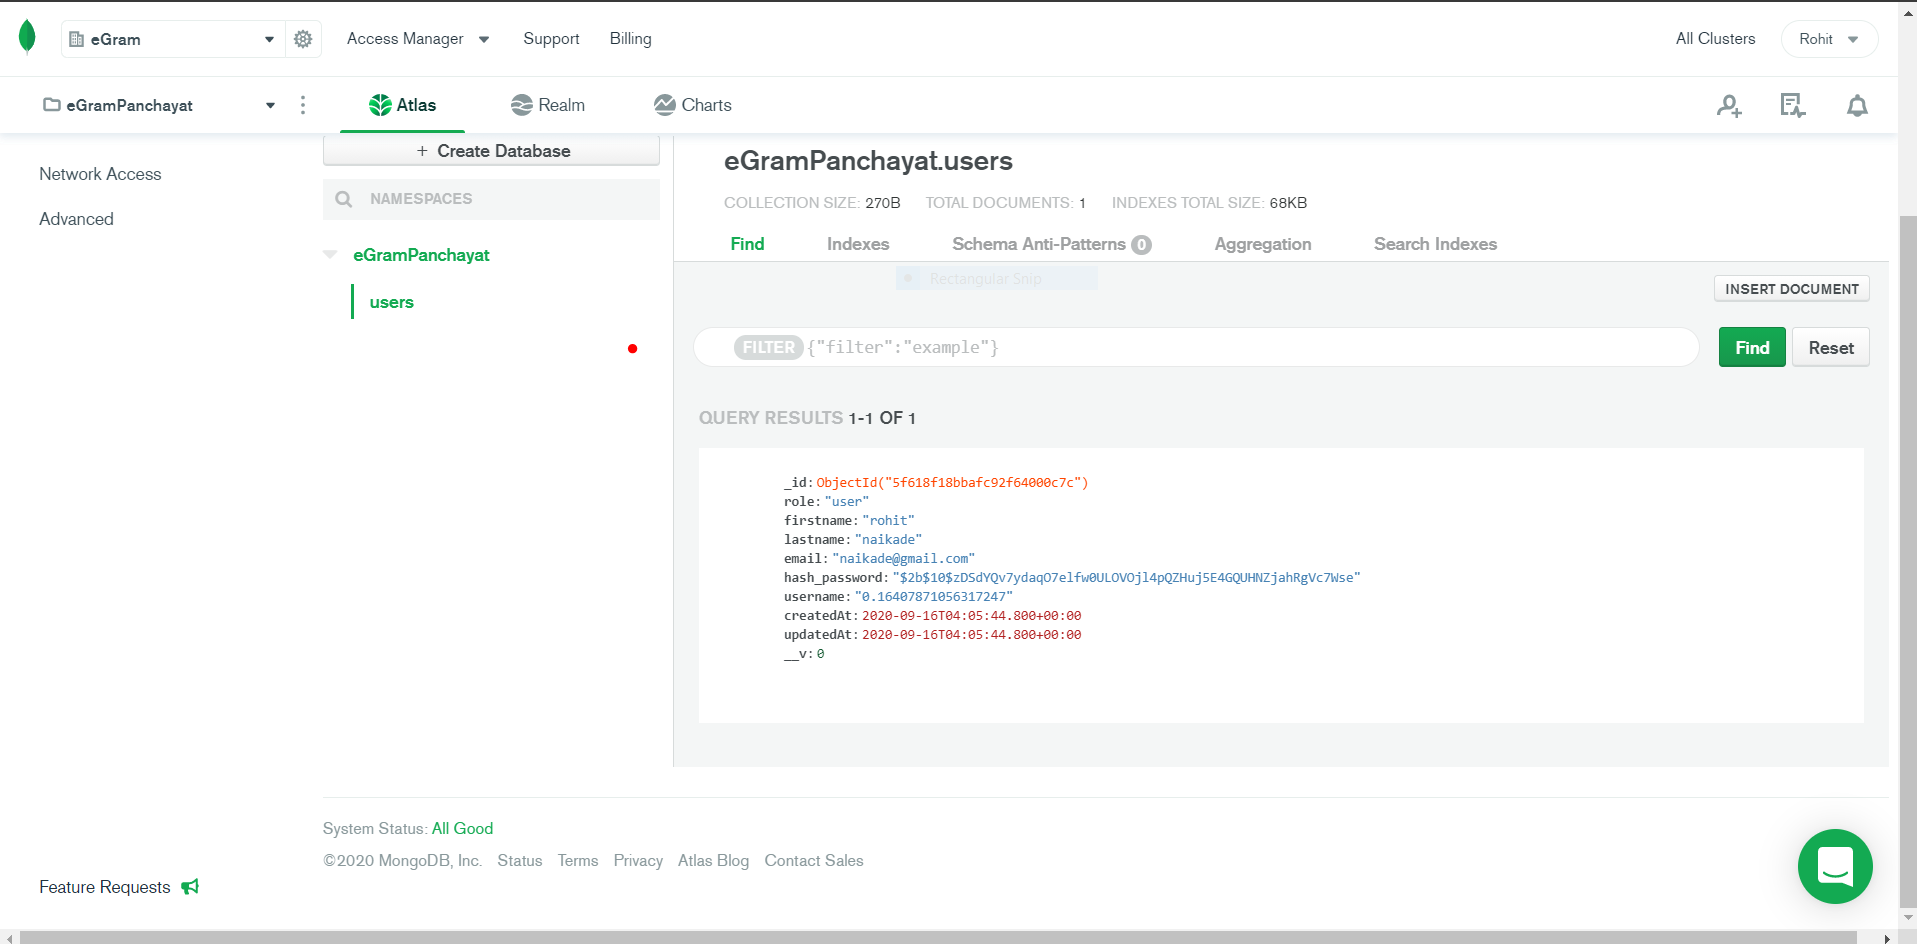 eGram
Access Manager
Support
Billing
All Clusters
Rohit
eGramPanchayat
Atlas
Realm
Charts
Network Access
Advanced
+ Create Database
NAMESPACES
eGramPanchayat
users
eGramPanchayat.users
COLLECTION SIZE: 270B TOTAL DOCUMENTS: 1 INDEXES TOTAL SIZE: 68KB
Find
Indexes
Schema Anti-Patterns 0
Aggregation
Search Indexes
Rectangular Snip
INSERT DOCUMENT
FILTER {"filter":"example"}
Find
Reset
QUERY RESULTS 1-1 OF 1
_id: ObjectId("5f618f18bbafc92f64000c7c")
role: "user"
firstname: "rohit"
lastname: "naikade"
email: "naikade@gmail.com"
hash_password: "$2b$10$zDSdYQv7ydaqO7elfw0ULOVOjl4pQZHuj5E4GQUHNZjahRgVc7Wse"
username: "0.16407871056317247"
createdAt: 2020-09-16T04:05:44.800+00:00
updatedAt: 2020-09-16T04:05:44.800+00:00
__v: 0
System Status: All Good
©2020 MongoDB, Inc. Status Terms Privacy Atlas Blog Contact Sales
Feature Requests